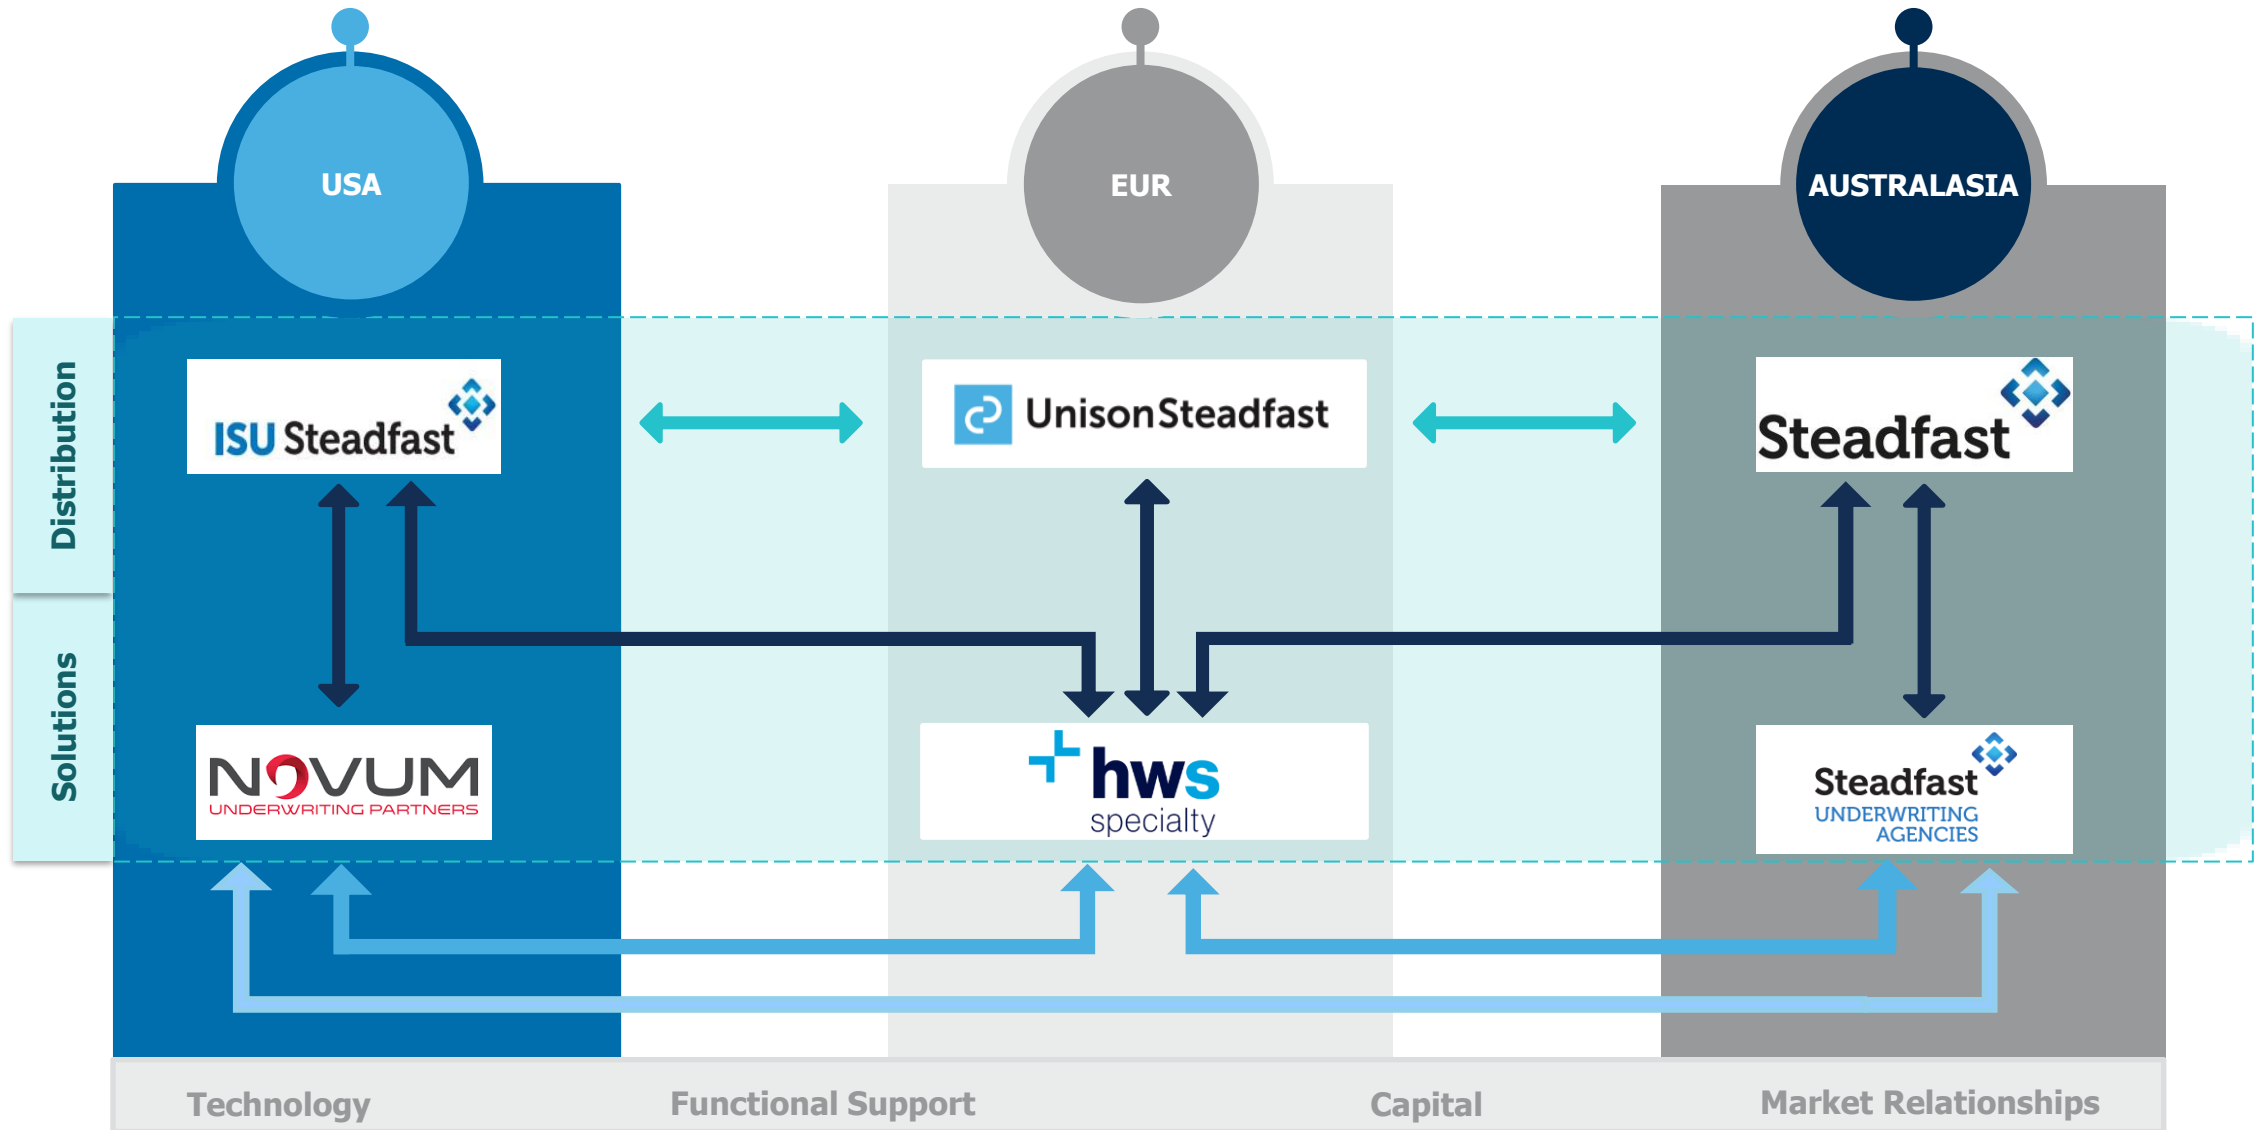 USA
EUR
AUSTRALASIA
Distribution
ISU Steadfast
UnisonSteadfast
Steadfast
Solutions
NOVUM
UNDERWRITING PARTNERS
hws
specialty
Steadfast
UNDERWRITING
AGENCIES
Technology
Functional Support
Capital
Market Relationships